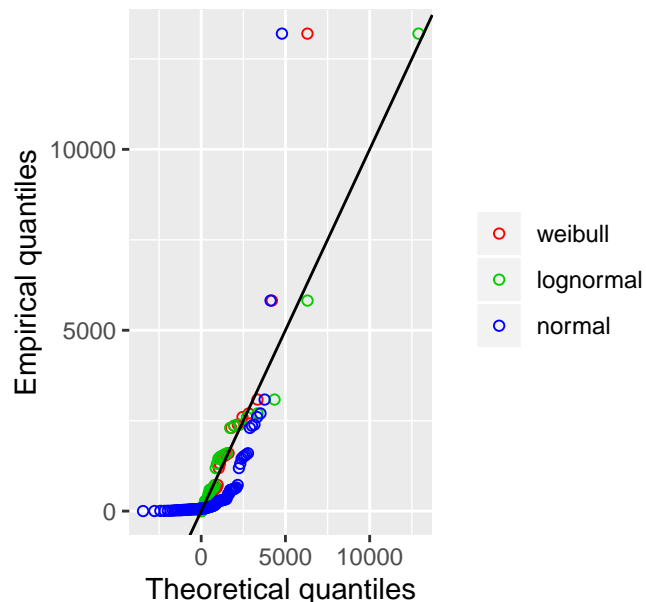 Empirical quantiles
10000
5000
0
0
5000
10000
Theoretical quantiles
weibull
lognormal
normal